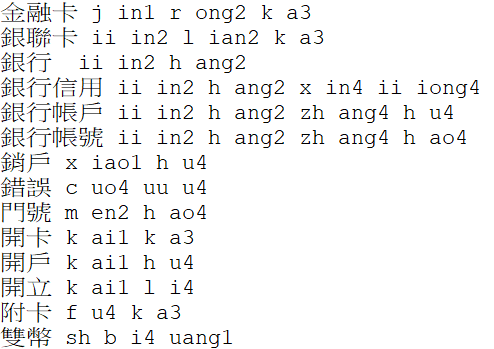 金融卡 j in1 r ong2 k a3
銀聯卡 ii in2 l ian2 k a3
銀行  ii in2 h ang2
銀行信用 ii in2 h ang2 x in4 ii iong4
銀行帳戶 ii in2 h ang2 zh ang4 h u4
銀行帳號 ii in2 h ang2 zh ang4 h ao4
銷戶 x iao1 h u4
錯誤 c uo4 uu u4
門號 m en2 h ao4
開卡 k ai1 k a3
開戶 k ai1 h u4
開立 k ai1 l i4
附卡 f u4 k a3
雙幣 sh b i4 uang1